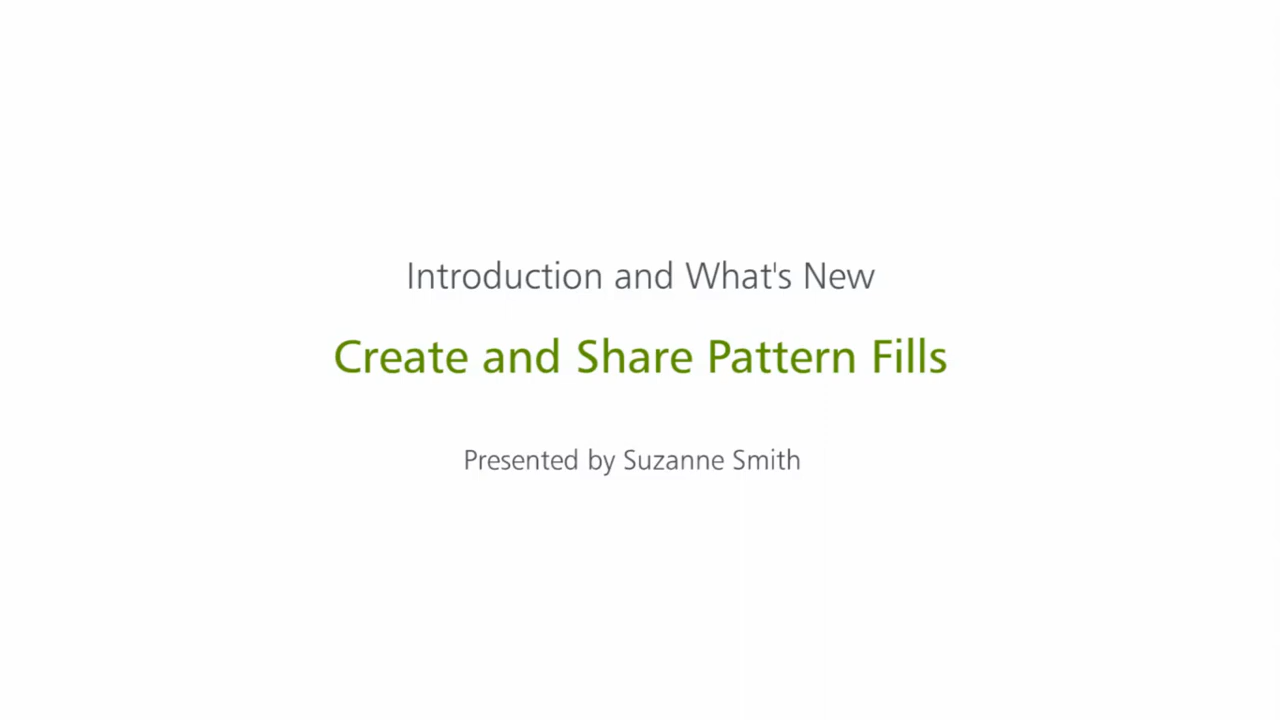 Introduction and What's New
Create and Share Pattern Fills
Presented by Suzanne Smith